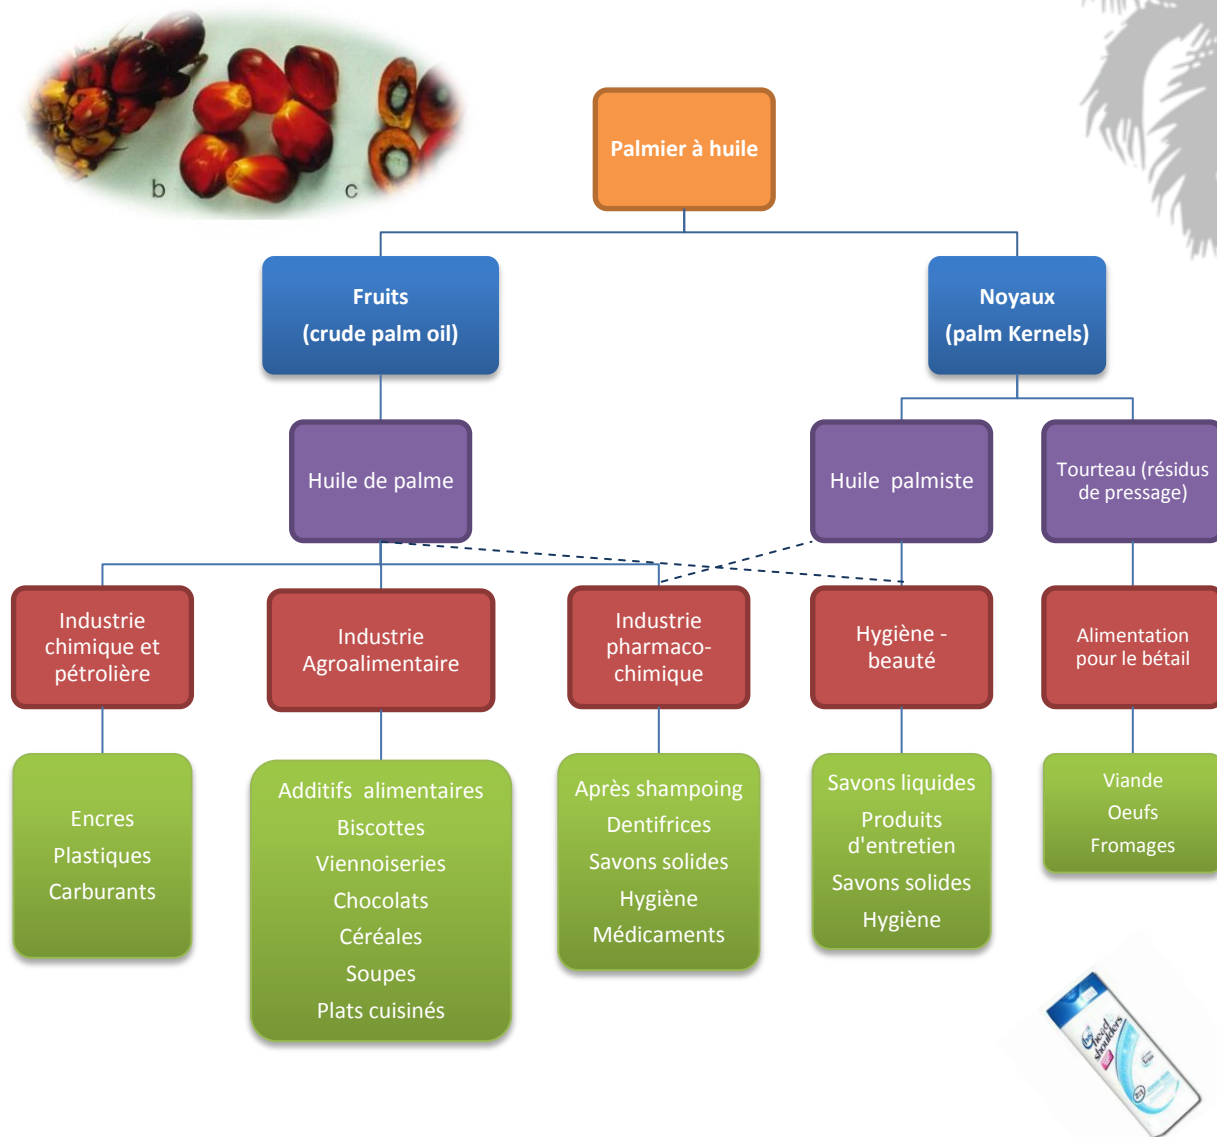 b
c
Palmier à huile
Fruits
(crude palm oil)
Noyaux
(palm Kernels)
Huile de palme
Huile palmiste
Tourteau (résidus
de pressage)
Industrie
chimique et
pétrolière
Industrie
Agroalimentaire
Industrie
pharmaco-
chimique
Hygiène -
beauté
Alimentation
pour le bétail
Encres
Plastiques
Carburants
Additifs alimentaires
Biscottes
Viennoiseries
Chocolats
Céréales
Soupes
Plats cuisinés
Après shampoing
Dentifrices
Savons solides
Hygiène
Médicaments
Savons liquides
Produits
d'entretien
Savons solides
Hygiène
Viande
Oeufs
Fromages
head &
shoulders